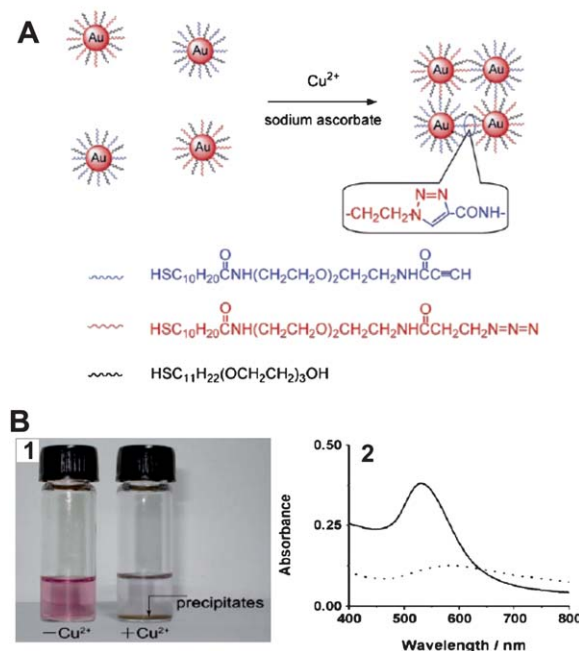 A
Au Au
Au Au
Cu²⁺
sodium ascorbate
Au Au
Au Au
N=N
-CH₂CH₂-N CONH-
O O
HSC₁₀H₂₀CNH(CH₂CH₂O)₂CH₂CH₂NHCC≡CH
O O
HSC₁₀H₂₀CNH(CH₂CH₂O)₂CH₂CH₂NHCCH₂CH₂-N=N=N
HSC₁₁H₂₂(OCH₂CH₂)₃OH
B
1
precipitates
−Cu²⁺ +Cu²⁺
2
Absorbance
0.50
0.25
0.00
400 500 600 700 800
Wavelength / nm